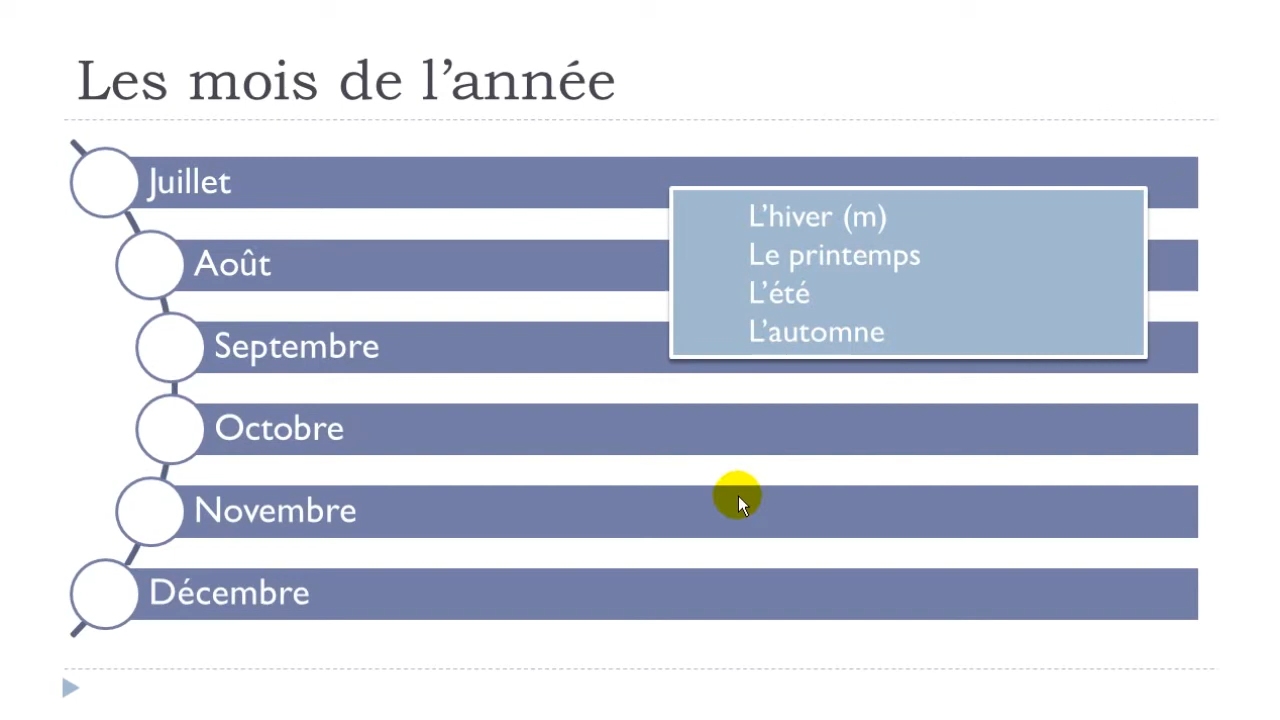 Les mois de l’année
Juillet
Août
Septembre
Octobre
Novembre
Décembre
L’hiver (m)
Le printemps
L’été
L’automne